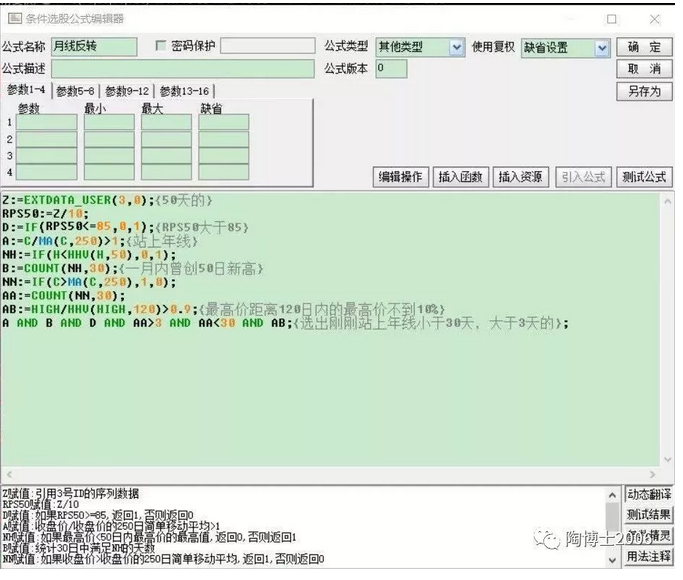 条件选股公式编辑器
公式名称 月线反转 密码保护 公式类型 其他类型 使用复权 缺省设置 确 定
公式描述 公式版本 0 取 消
参数1-4 参数5-8 参数9-12 参数13-16 另存为
参数 最小 最大 缺省
1
2
3
4
编辑操作 插入函数 插入资源 引入公式 测试公式
Z:=EXTDATA_USER(3,0);{50天的}
RPS50:=Z/10;
D:=IF(RPS50<=85,0,1);{RPS50大于85}
A:=C/MA(C,250)>1;{站上年线}
NH:=IF(H<HHV(H,50),0,1);
B:=COUNT(NH,30);{一月内曾创50日新高}
NN:=IF(C>MA(C,250),1,0);
AA:=COUNT(NN,30);
AB:=HIGH/HHV(HIGH,120)>0.9;{最高价距离120日内的最高价不到10%}
A AND B AND D AND AA>3 AND AA<30 AND AB;{选出刚刚站上年线小于30天，大于3天的};
Z赋值:引用3号ID的序列数据
RPS50赋值:Z/10
D赋值:如果RPS50>=85,返回1,否则返回0
A赋值:收盘价/收盘价的250日简单移动平均>1
NH赋值:如果最高价<50日内最高价的最高值,返回0,否则返回1
B赋值:统计30日中满足NH的天数
NN赋值:如果收盘价>收盘价的250日简单移动平均,返回1,否则返回0
动态翻译
测试结果
精灵
用法注释
陶博士2006